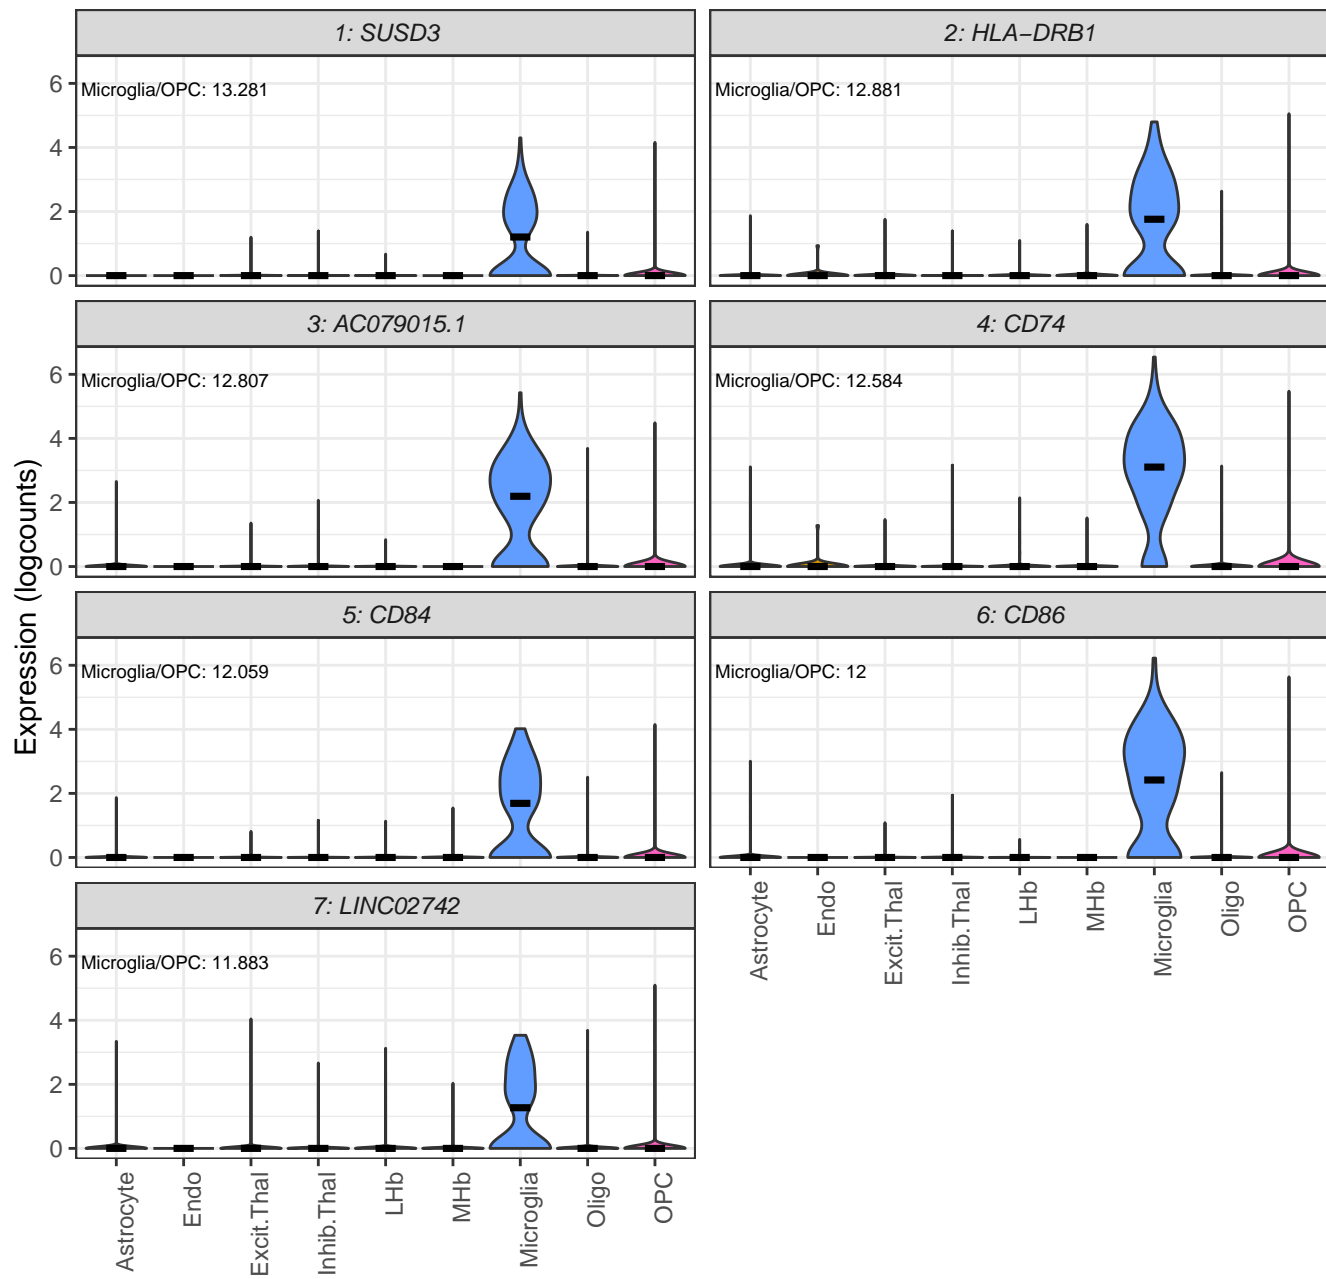 1: SUSD3
2: HLA−DRB1
6
4
2
0
Microglia/OPC: 13.281
Microglia/OPC: 12.881
3: AC079015.1
4: CD74
6
4
2
0
Microglia/OPC: 12.807
Microglia/OPC: 12.584
Expression (logcounts)
5: CD84
6: CD86
6
4
2
0
Microglia/OPC: 12.059
Microglia/OPC: 12
Astrocyte
Endo
Excit.Thal
Inhib.Thal
LHb
MHb
Microglia
Oligo
OPC
7: LINC02742
6
4
2
0
Microglia/OPC: 11.883
Astrocyte
Endo
Excit.Thal
Inhib.Thal
LHb
MHb
Microglia
Oligo
OPC